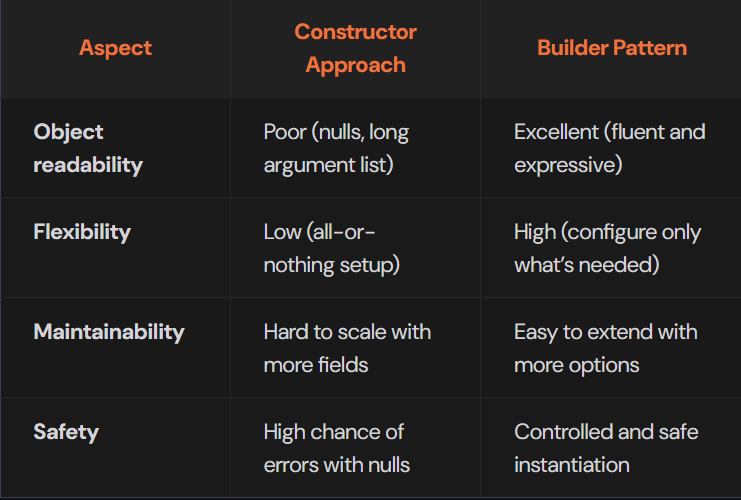 Aspect
Constructor
Approach
Builder Pattern
Object
readability
Poor (nulls, long
argument list)
Excellent (fluent and
expressive)
Flexibility
Low (all-or-
nothing setup)
High (configure only
what’s needed)
Maintainability
Hard to scale with
more fields
Easy to extend with
more options
Safety
High chance of
errors with nulls
Controlled and safe
instantiation